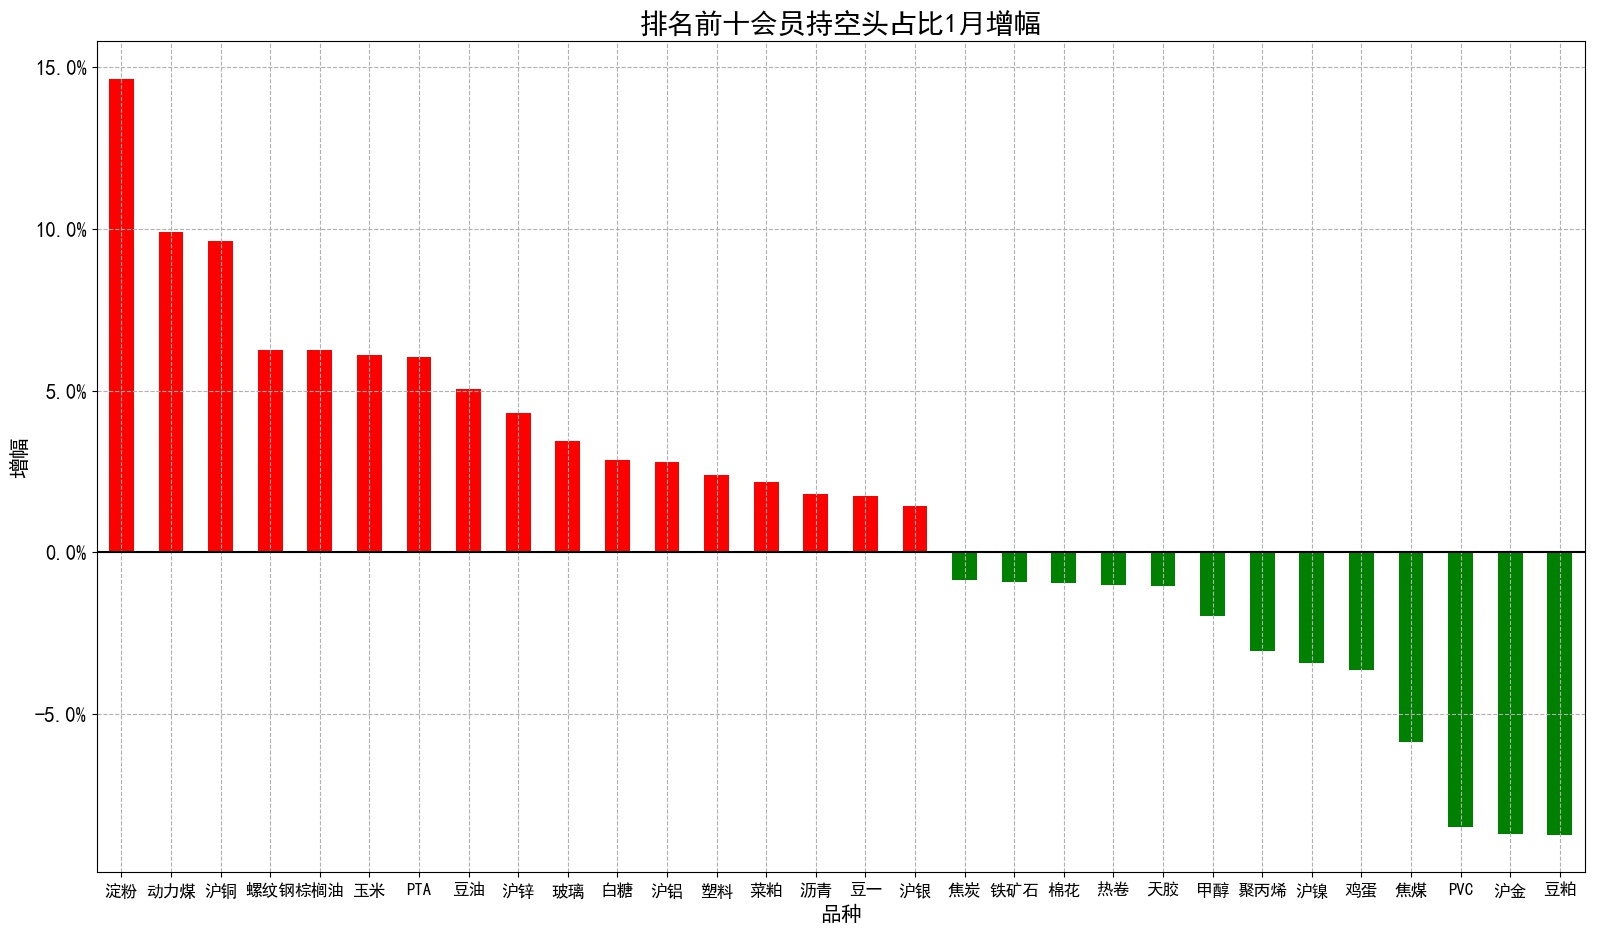 排名前十会员持空头占比1月增幅
15.0%
10.0%
5.0%
0.0%
−5.0%
增幅
淀粉 动力煤 沪铜 螺纹钢 棕榈油 玉米 PTA 豆油 沪锌 玻璃 白糖 沪铝 塑料 菜粕 沥青 豆一 沪银 焦炭 铁矿石 棉花 热卷 天胶 甲醇 聚丙烯 沪镍 鸡蛋 焦煤 PVC 沪金 豆粕
品种